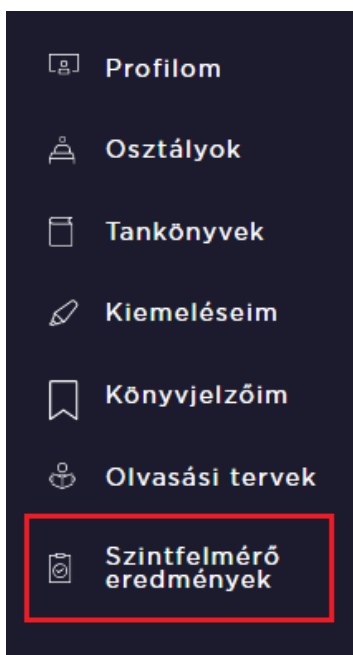 Profilom
Osztályok
Tankönyvek
Kiemeléseim
Könyvjelzőim
Olvasási tervek
Szintfelmérő
eredmények